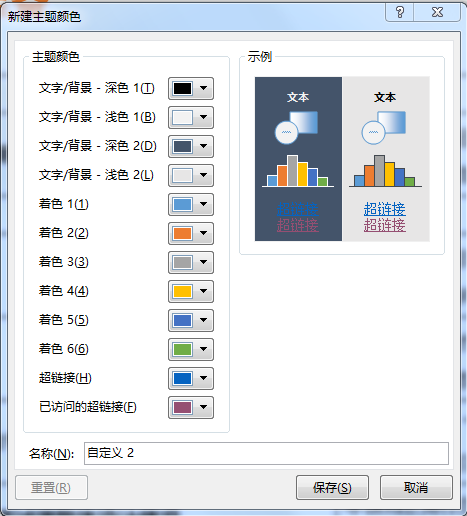 新建主题颜色
主题颜色
文字/背景 - 深色 1(T)
文字/背景 - 浅色 1(B)
文字/背景 - 深色 2(D)
文字/背景 - 浅色 2(L)
着色 1(1)
着色 2(2)
着色 3(3)
着色 4(4)
着色 5(5)
着色 6(6)
超链接(H)
已访问的超链接(F)
示例
文本 文本
超链接 超链接
超链接 超链接
名称(N): 自定义 2
重置(R) 保存(S) 取消